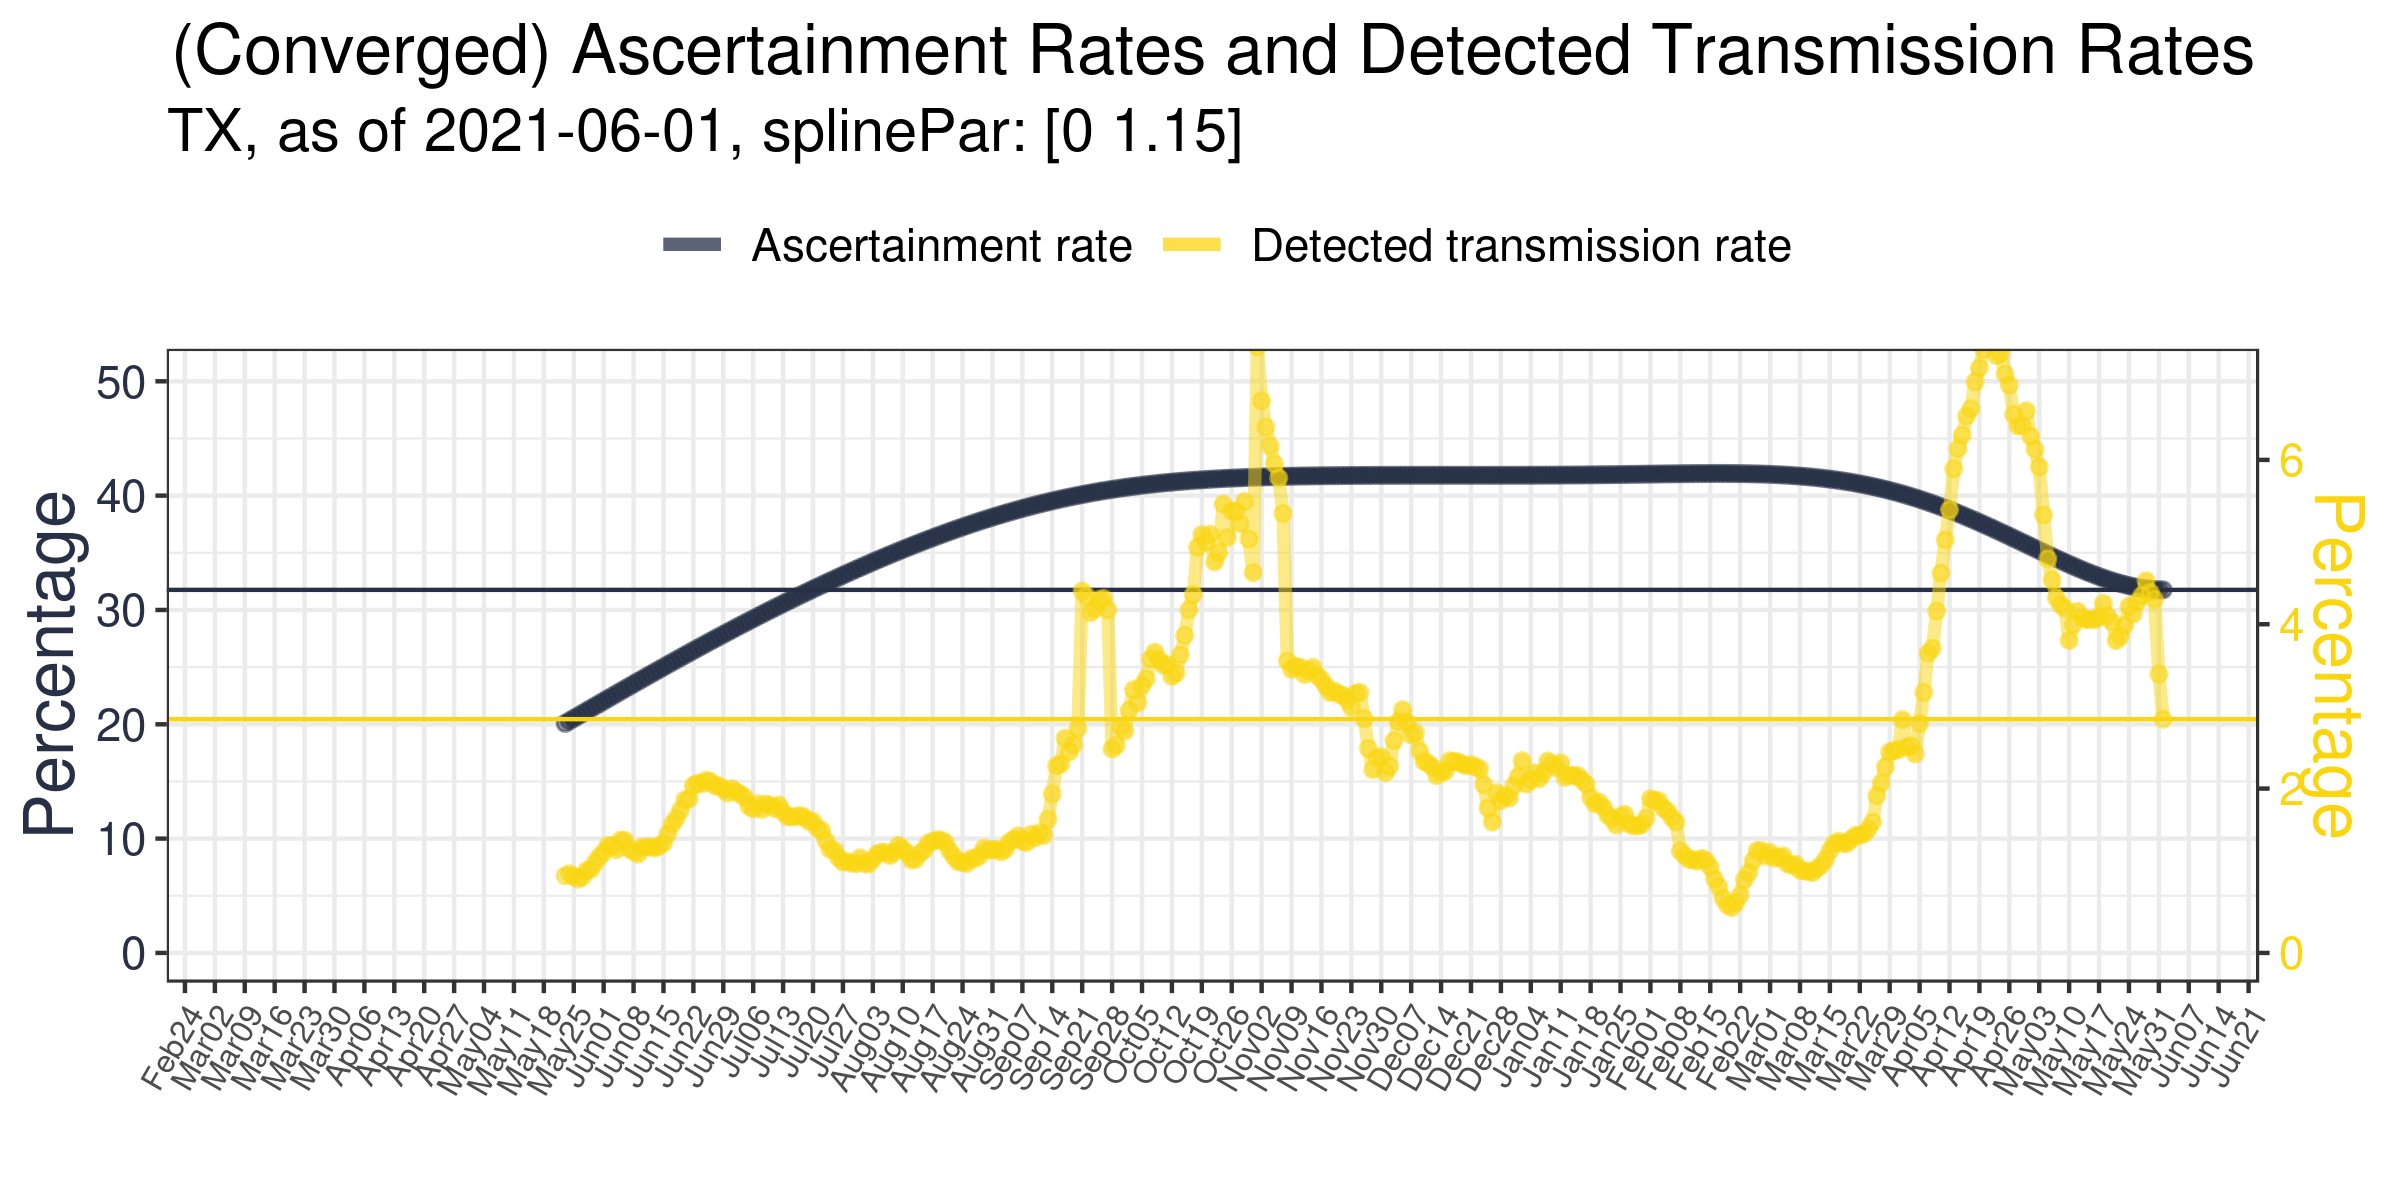 (Converged) Ascertainment Rates and Detected Transmission Rates
TX, as of 2021-06-01, splinePar: [0 1.15]
Ascertainment rate
Detected transmission rate
Percentage
50
40
30
20
10
0
6
4
2
0
Percentage
Feb24
Mar02
Mar09
Mar16
Mar23
Mar30
Apr06
Apr13
Apr20
Apr27
May04
May11
May18
May25
Jun01
Jun08
Jun15
Jun22
Jun29
Jul06
Jul13
Jul20
Jul27
Aug03
Aug10
Aug17
Aug24
Aug31
Sep07
Sep14
Sep21
Sep28
Oct05
Oct12
Oct19
Oct26
Nov02
Nov09
Nov16
Nov23
Nov30
Dec07
Dec14
Dec21
Dec28
Jan04
Jan11
Jan18
Jan25
Feb01
Feb08
Feb15
Feb22
Mar01
Mar08
Mar15
Mar22
Mar29
Apr05
Apr12
Apr19
Apr26
May03
May10
May17
May24
May31
Jun07
Jun14
Jun21